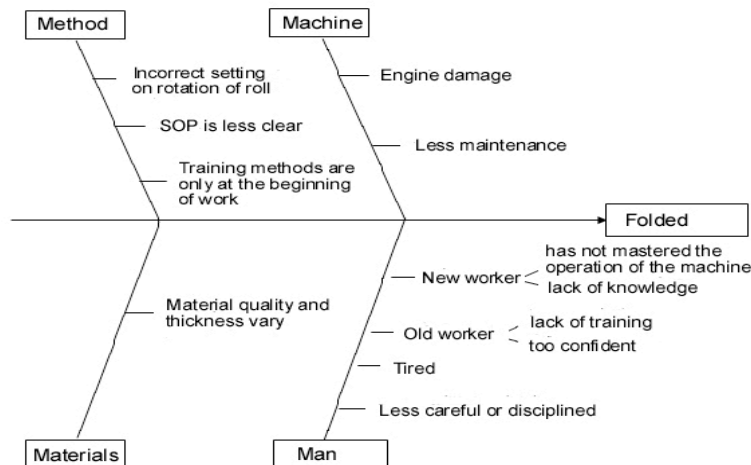 Method
Machine
Incorrect setting
on rotation of roll
SOP is less clear
Training methods are
only at the beginning
of work
Engine damage
Less maintenance
Folded
Material quality and
thickness vary
New worker
has not mastered the
operation of the machine
lack of knowledge
Old worker
lack of training
too confident
Tired
Less careful or disciplined
Materials
Man